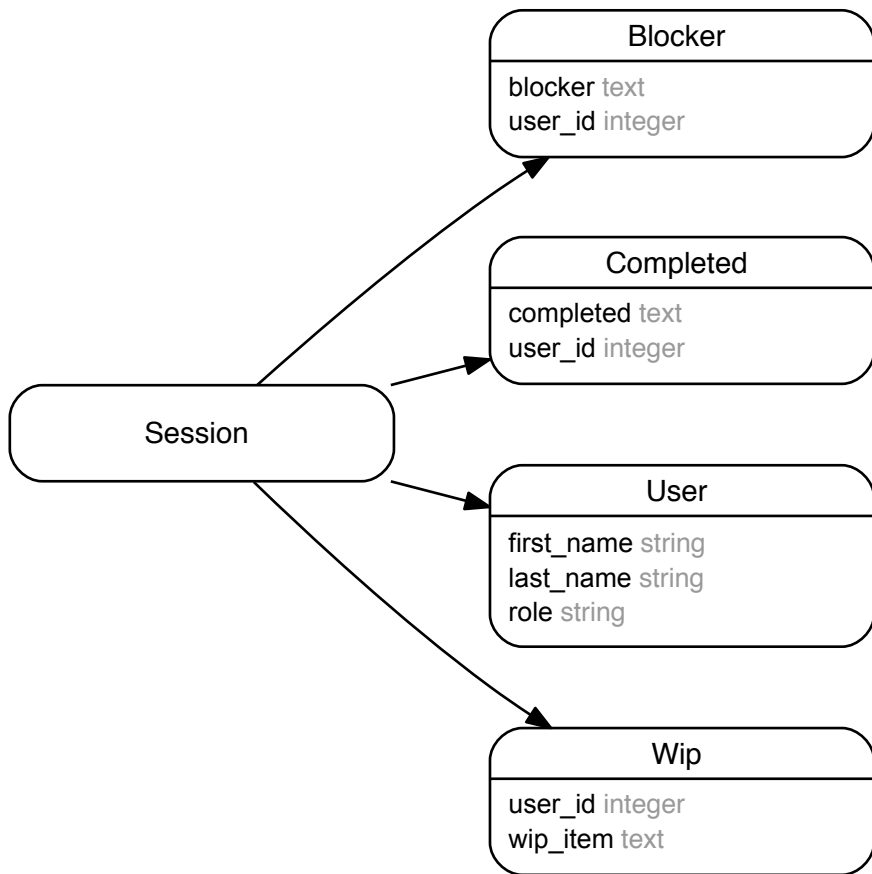 Blocker
blocker text
user_id integer
Completed
completed text
user_id integer
Session
User
first_name string
last_name string
role string
Wip
user_id integer
wip_item text